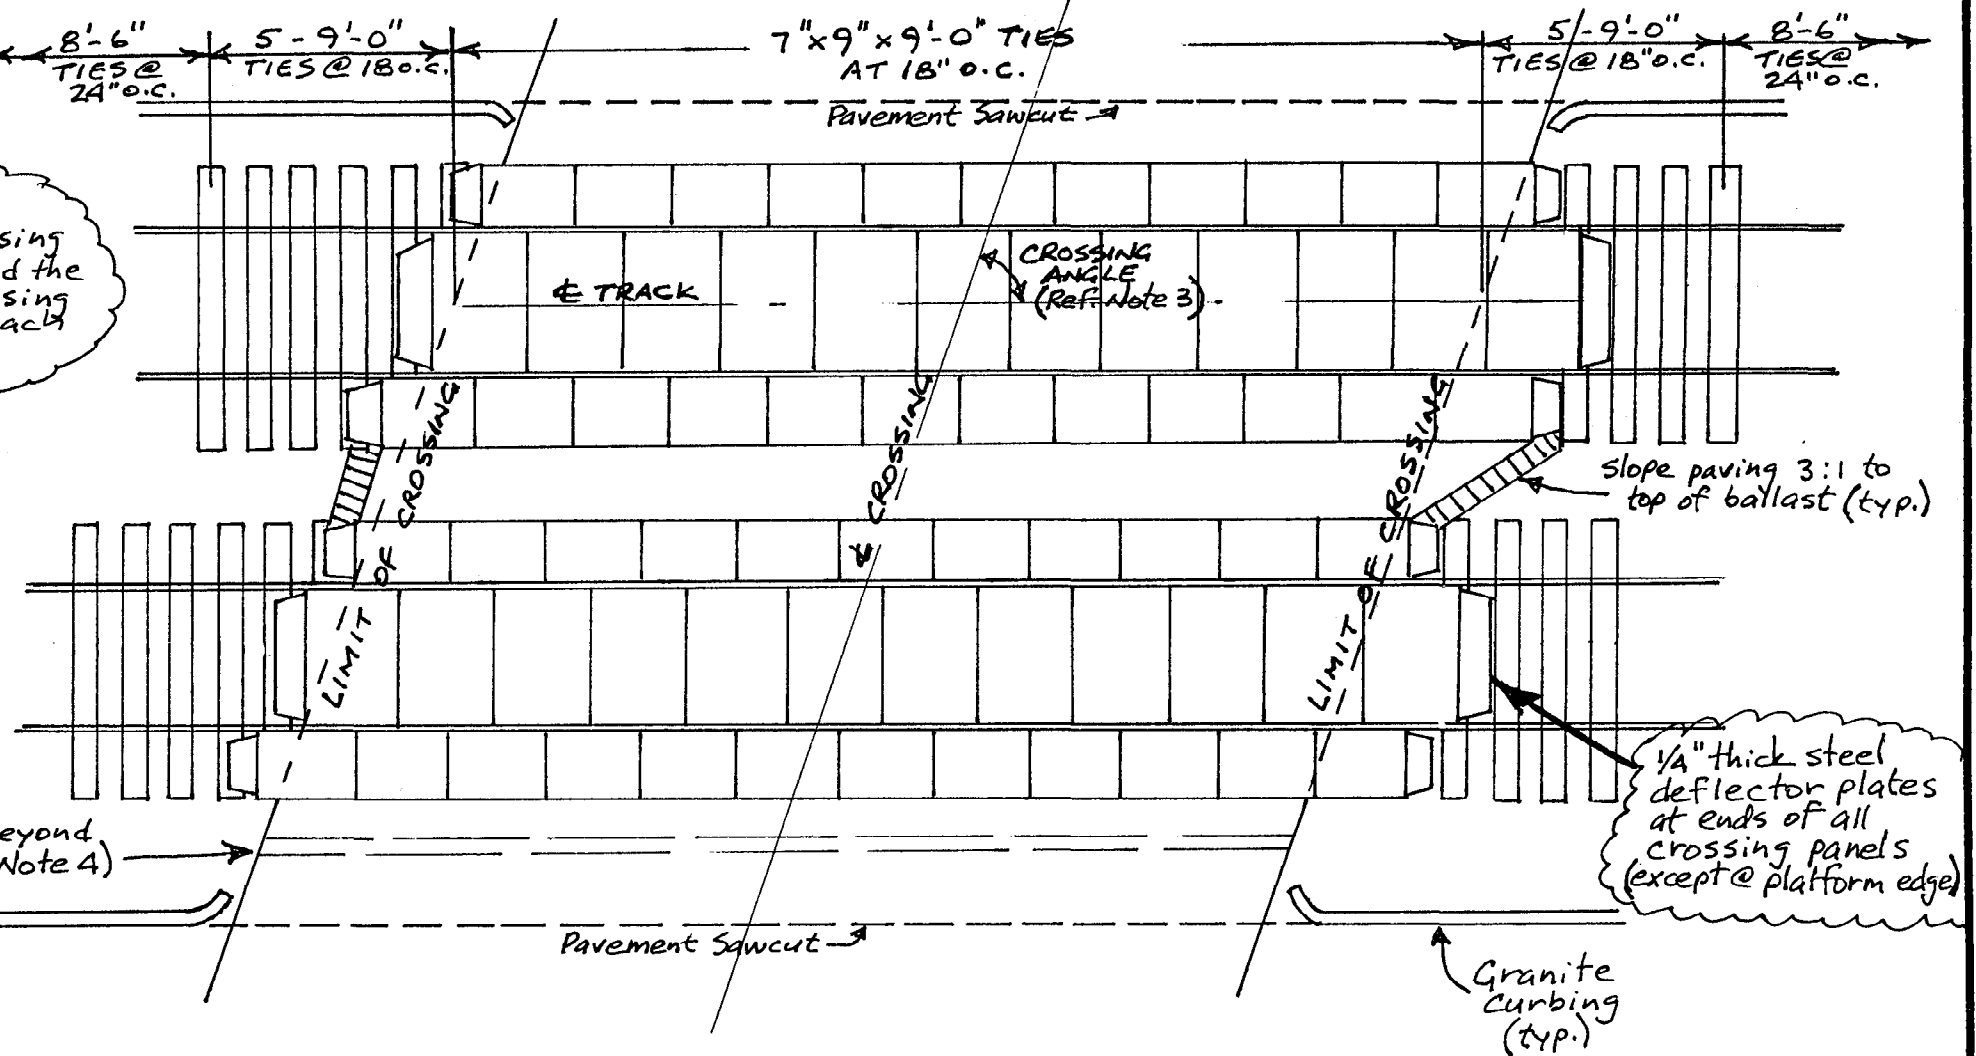 8'-6"
TIES @
24" O.C.
5 - 9'-0"
TIES @ 18 O.C.
7"x9"x9'-0" TIES
AT 18" O.C.
5-9'-0"
TIES @ 18" O.C.
8'-6"
TIES @
24" O.C.
Pavement Sawcut
sing
d the
sing
ach
℄ TRACK
CROSSING
ANGLE
(Ref. Note 3)
LIMIT OF CROSSING
℄ CROSSING
LIMIT OF CROSSING
Slope paving 3:1 to
top of ballast (typ.)
1/4" thick steel
deflector plates
at ends of all
crossing panels
(except @ platform edge)
eyond
Note 4)
Pavement Sawcut
Granite
Curbing
(typ.)